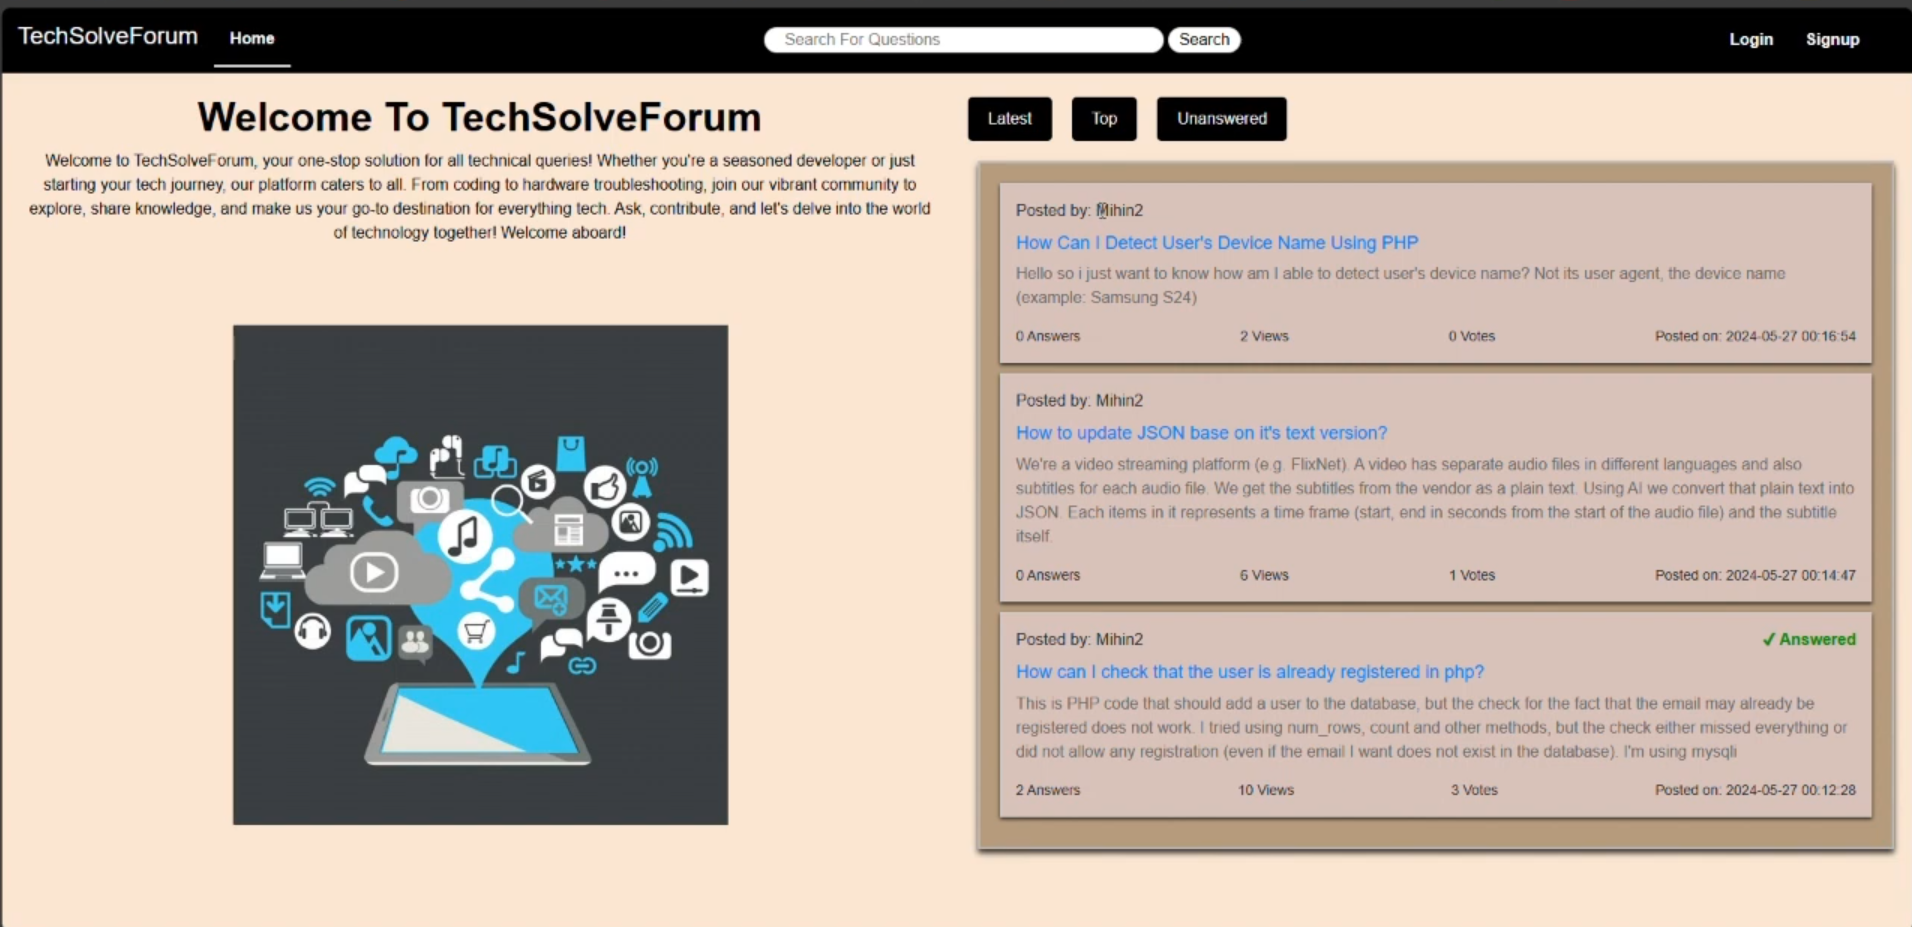 TechSolveForum
Home
Search For Questions
Search
Login
Signup
Welcome To TechSolveForum
Welcome to TechSolveForum, your one-stop solution for all technical queries! Whether you're a seasoned developer or just
starting your tech journey, our platform caters to all. From coding to hardware troubleshooting, join our vibrant community to
explore, share knowledge, and make us your go-to destination for everything tech. Ask, contribute, and let's delve into the world
of technology together! Welcome aboard!
Latest
Top
Unanswered
Posted by: Mihin2
How Can I Detect User's Device Name Using PHP
Hello so i just want to know how am I able to detect user's device name? Not its user agent, the device name
(example: Samsung S24)
0 Answers
2 Views
0 Votes
Posted on: 2024-05-27 00:16:54
Posted by: Mihin2
How to update JSON base on it's text version?
We're a video streaming platform (e.g. FlixNet). A video has separate audio files in different languages and also
subtitles for each audio file. We get the subtitles from the vendor as a plain text. Using AI we convert that plain text into
JSON. Each items in it represents a time frame (start, end in seconds from the start of the audio file) and the subtitle
itself.
0 Answers
6 Views
1 Votes
Posted on: 2024-05-27 00:14:47
Posted by: Mihin2
✓ Answered
How can I check that the user is already registered in php?
This is PHP code that should add a user to the database, but the check for the fact that the email may already be
registered does not work. I tried using num_rows, count and other methods, but the check either missed everything or
did not allow any registration (even if the email I want does not exist in the database). I'm using mysqli
2 Answers
10 Views
3 Votes
Posted on: 2024-05-27 00:12:28